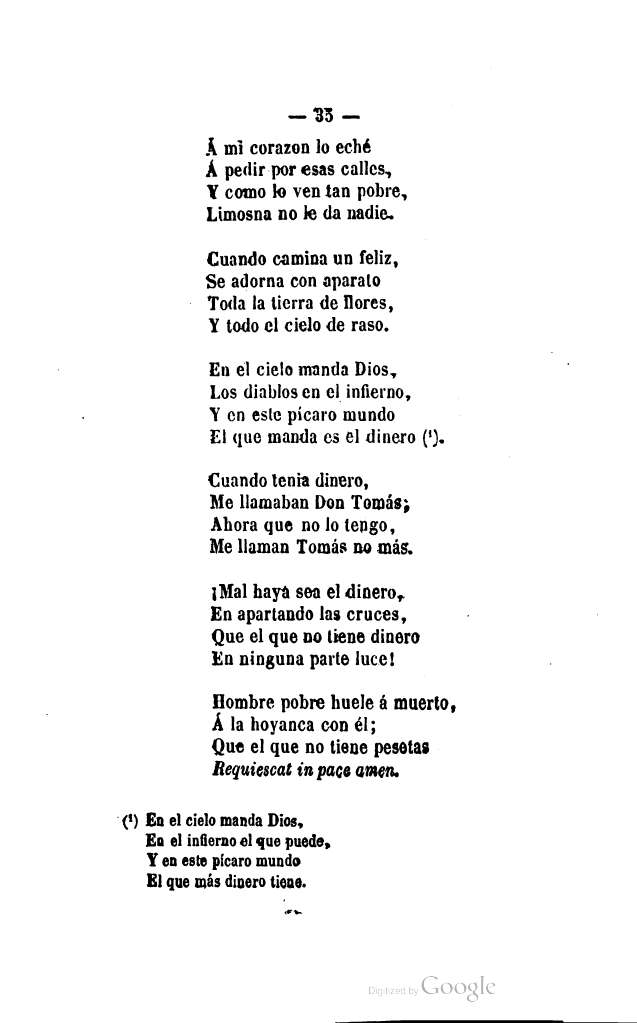 — 35 —
Á mi corazon lo eché
Á pedir por esas calles,
Y como lo ven tan pobre,
Limosna no le da nadie.
Cuando camina un feliz,
Se adorna con aparato
Toda la tierra de flores,
Y todo el cielo de raso.
En el cielo manda Dios,
Los diablos en el infierno,
Y en este pícaro mundo
El que manda es el dinero (¹).
Cuando tenia dinero,
Me llamaban Don Tomás;
Ahora que no lo tengo,
Me llaman Tomás no más.
¡Mal haya sea el dinero,
En apartando las cruces,
Que el que no tiene dinero
En ninguna parte luce!
Hombre pobre huele á muerto,
Á la hoyanca con él;
Que el que no tiene pesetas
Requiescat in pace amen.
(¹) En el cielo manda Dios,
En el infierno el que puede,
Y en este pícaro mundo
El que más dinero tiene.
Digitized by Google